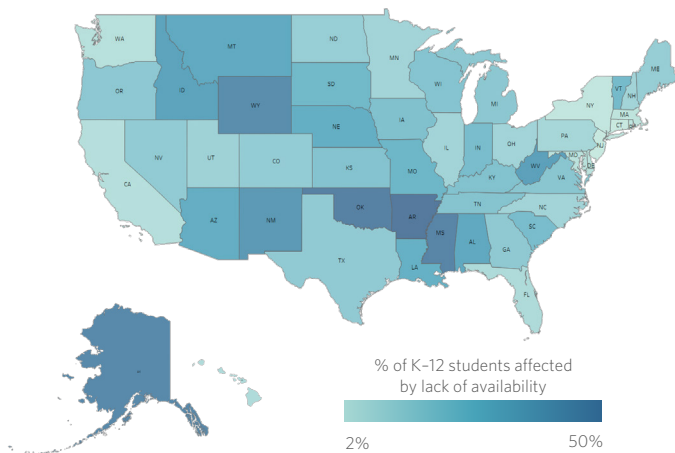 WA
MT
ND
MN
ME
OR
ID
SD
WI
VT
NH
WY
MI
NY
MA
CT
IA
NE
PA
NJ
NV
UT
IL
IN
OH
MD
DE
CO
WV
VA
CA
KS
MO
KY
NC
TN
AZ
NM
OK
AR
SC
MS
AL
GA
TX
LA
FL
% of K–12 students affected
by lack of availability
2%
50%